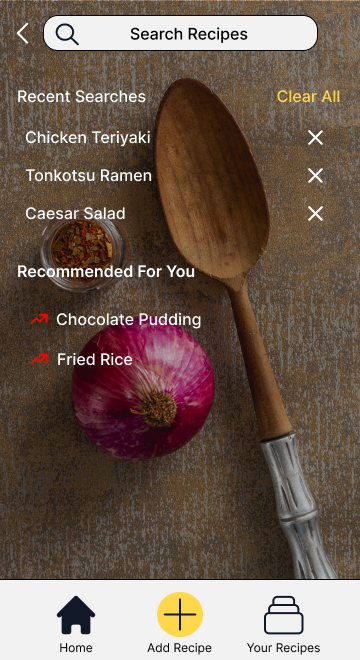 Search Recipes
Recent Searches Clear All
Chicken Teriyaki
Tonkotsu Ramen
Caesar Salad
Recommended For You
Chocolate Pudding
Fried Rice
Home Add Recipe Your Recipes